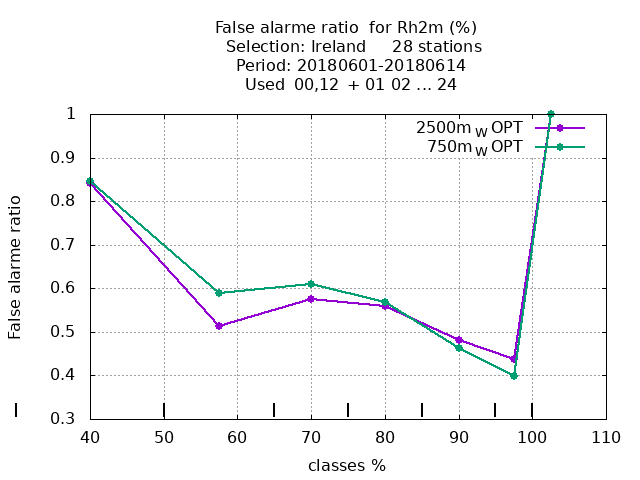 False alarme ratio for Rh2m (%)
Selection: Ireland 28 stations
Period: 20180601-20180614
Used 00,12 + 01 02 ... 24
2500m W OPT
750m W OPT
1
0.9
0.8
0.7
0.6
0.5
0.4
0.3
False alarme ratio
40 50 60 70 80 90 100 110
classes %